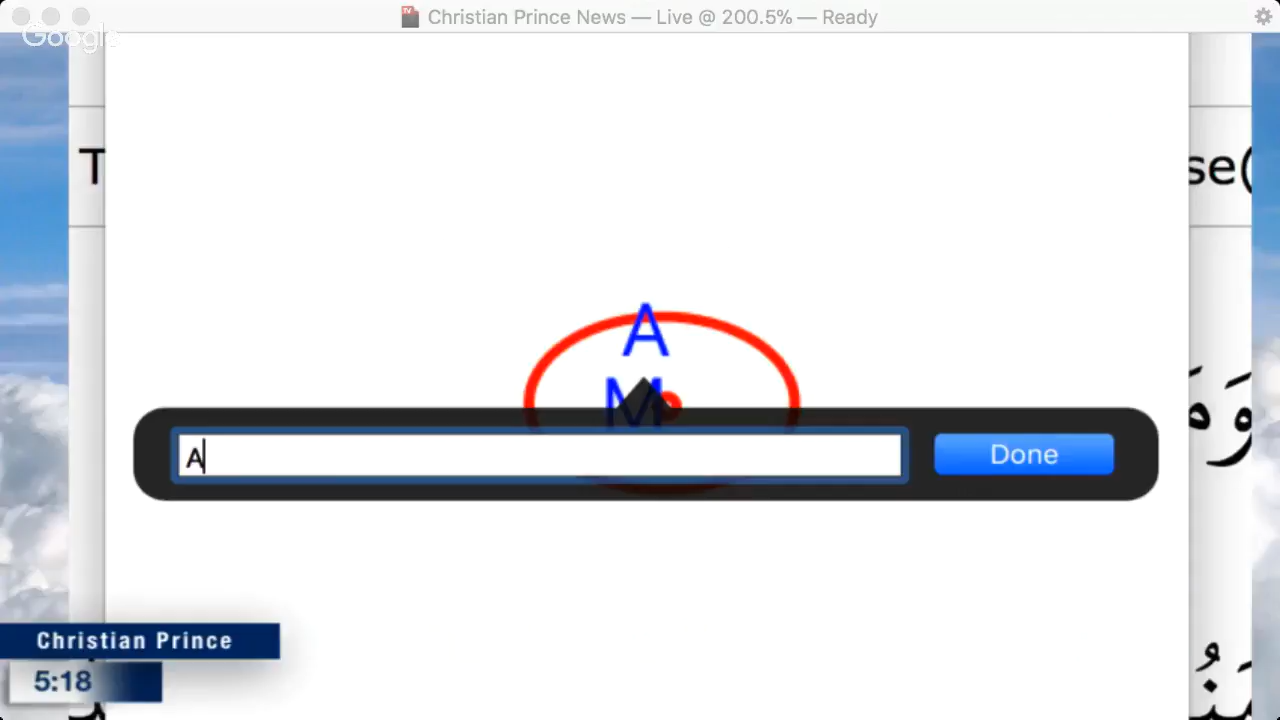 Christian Prince News — Live @ 200.5% — Ready
Google
T
se(
A
M
A
Done
Christian Prince
5:18